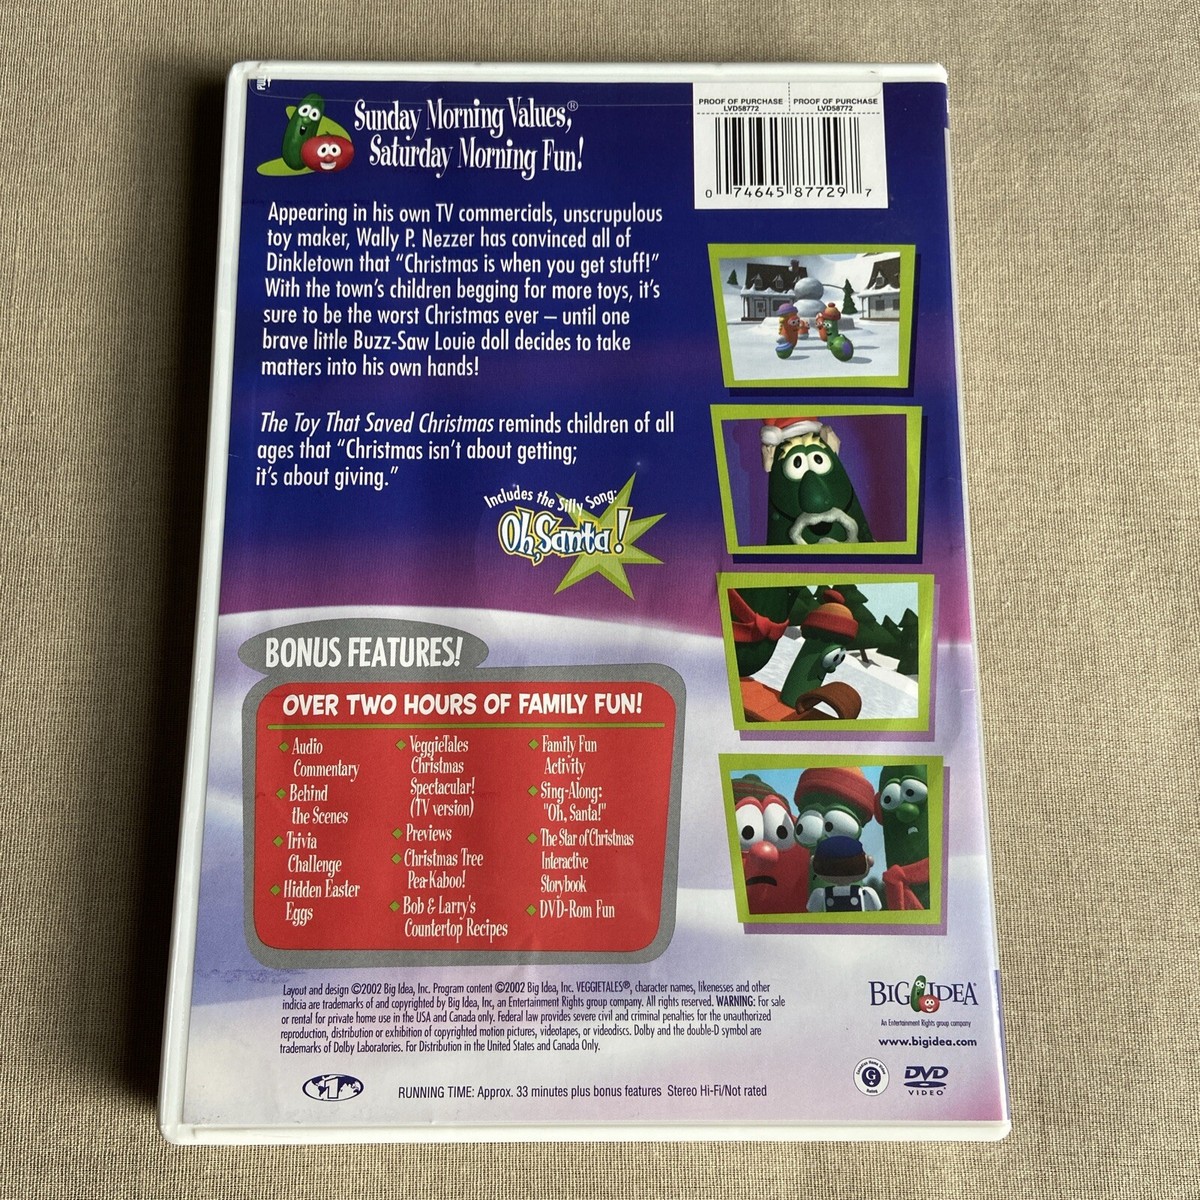 PULL
Sunday Morning Values,®
Saturday Morning Fun!
PROOF OF PURCHASE
LVD58772
PROOF OF PURCHASE
LVD58772
0 74645 87729 7
Appearing in his own TV commercials, unscrupulous
toy maker, Wally P. Nezzer has convinced all of
Dinkletown that “Christmas is when you get stuff!”
With the town's children begging for more toys, it's
sure to be the worst Christmas ever – until one
brave little Buzz-Saw Louie doll decides to take
matters into his own hands!
The Toy That Saved Christmas reminds children of all
ages that “Christmas isn't about getting;
it's about giving.”
Includes the Silly Song:
Oh, Santa!
BONUS FEATURES!
OVER TWO HOURS OF FAMILY FUN!
Audio
Commentary
Behind
the Scenes
Trivia
Challenge
Hidden Easter
Eggs
VeggieTales
Christmas
Spectacular!
(TV version)
Previews
Christmas Tree
Pea-Kaboo!
Bob & Larry's
Countertop Recipes
Family Fun
Activity
Sing-Along:
"Oh, Santa!"
The Star of Christmas
Interactive
Storybook
DVD-Rom Fun
Layout and design ©2002 Big Idea, Inc. Program content ©2002 Big Idea, Inc. VEGGIETALES®, character names, likenesses and other
indicia are trademarks of and copyrighted by Big Idea, Inc, an Entertainment Rights group company. All rights reserved. WARNING: For sale
or rental for private home use in the USA and Canada only. Federal law provides severe civil and criminal penalties for the unauthorized
reproduction, distribution or exhibition of copyrighted motion pictures, videotapes, or videodiscs. Dolby and the double-D symbol are
trademarks of Dolby Laboratories. For Distribution in the United States and Canada Only.
BIG IDEA
An Entertainment Rights group company
www.bigidea.com
1
RUNNING TIME: Approx. 33 minutes plus bonus features Stereo Hi-Fi/Not rated
G
DVD
VIDEO